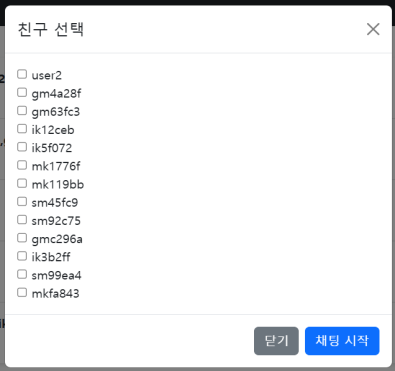 친구 선택
user2
gm4a28f
gm63fc3
ik12ceb
ik5f072
mk1776f
mk119bb
sm45fc9
sm92c75
gmc296a
ik3b2ff
sm99ea4
mkfa843
닫기 채팅 시작